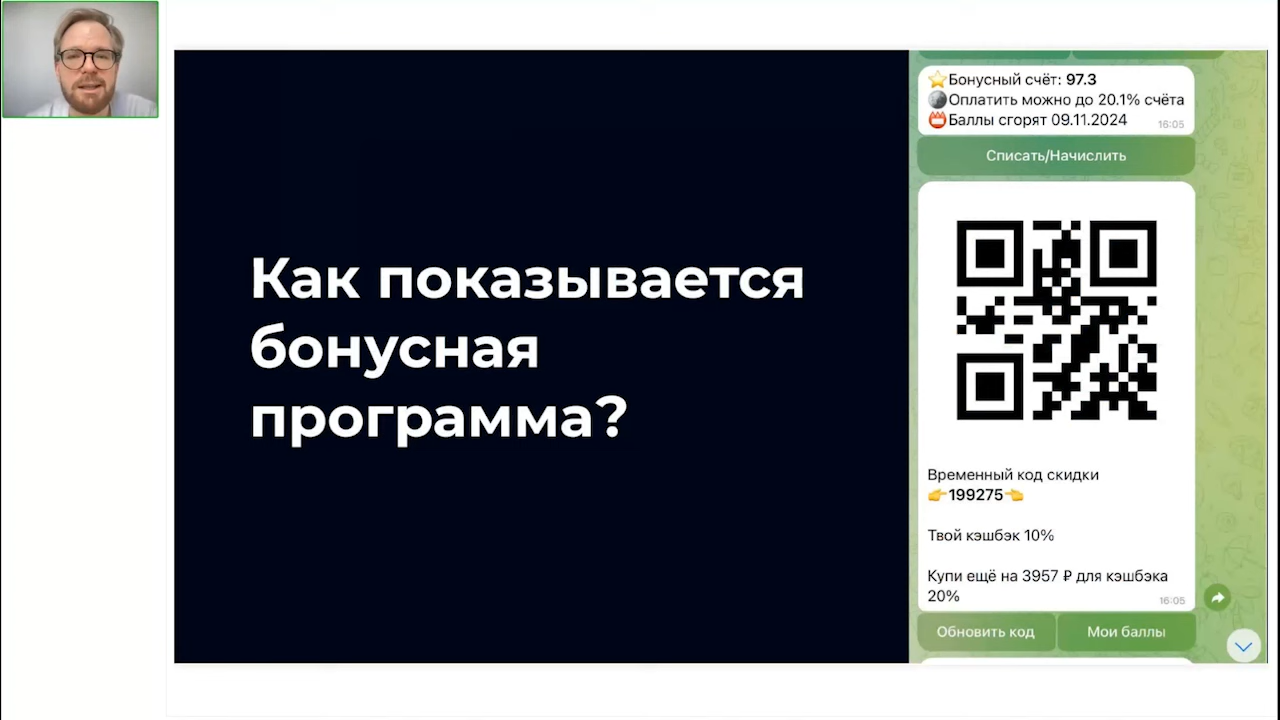 Как показывается
бонусная
программа?
⭐Бонусный счёт: 97.3
🌑Оплатить можно до 20.1% счёта
📛Баллы сгорят 09.11.2024
16:05
Списать/Начислить
Временный код скидки
👉199275👈
Твой кэшбэк 10%
Купи ещё на 3957 ₽ для кэшбэка
20%
16:05
Обновить код
Мои баллы